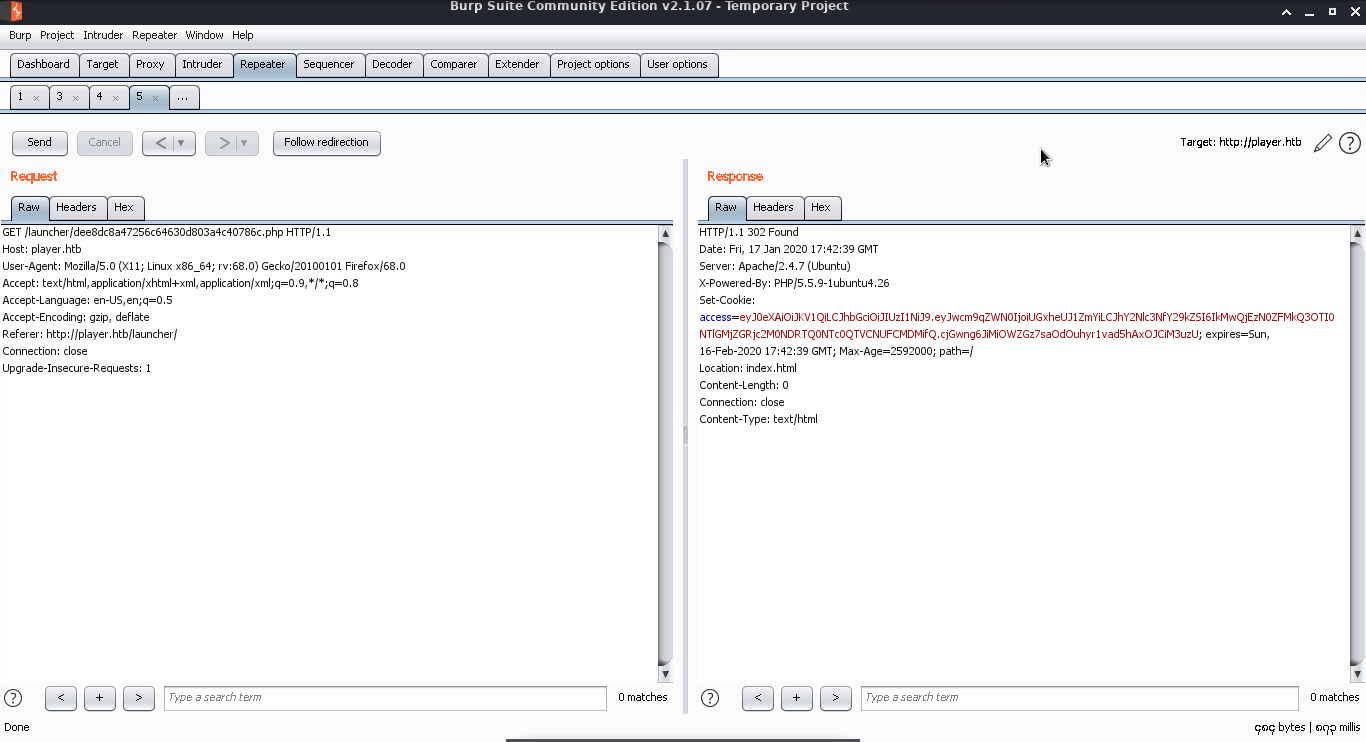 Burp Suite Community Edition v2.1.07 - Temporary Project
Burp Project Intruder Repeater Window Help
Dashboard Target Proxy Intruder Repeater Sequencer Decoder Comparer Extender Project options User options
1 × 3 × 4 × 5 × ...
Send Cancel < ▼ > ▼ Follow redirection Target: http://player.htb ?
Request
Raw Headers Hex
GET /launcher/dee8dc8a47256c64630d803a4c40786c.php HTTP/1.1
Host: player.htb
User-Agent: Mozilla/5.0 (X11; Linux x86_64; rv:68.0) Gecko/20100101 Firefox/68.0
Accept: text/html,application/xhtml+xml,application/xml;q=0.9,*/*;q=0.8
Accept-Language: en-US,en;q=0.5
Accept-Encoding: gzip, deflate
Referer: http://player.htb/launcher/
Connection: close
Upgrade-Insecure-Requests: 1
? < + > Type a search term 0 matches
Response
Raw Headers Hex
HTTP/1.1 302 Found
Date: Fri, 17 Jan 2020 17:42:39 GMT
Server: Apache/2.4.7 (Ubuntu)
X-Powered-By: PHP/5.5.9-1ubuntu4.26
Set-Cookie:
access=eyJ0eXAiOiJKV1QiLCJhbGciOiJIUzI1NiJ9.eyJwcm9qZWN0IjoiUGxheUJ1ZmYiLCJhY2Nlc3NfY29kZSI6IkMwQjEzN0ZFMkQ3OTI0
NTlGMjZGRjc2M0NDRTQ0NTc0QTVCNUFCMDMifQ.cjGwng6JiMiOWZGz7saOdOuhyr1vad5hAxOJCiM3uzU; expires=Sun,
16-Feb-2020 17:42:39 GMT; Max-Age=2592000; path=/
Location: index.html
Content-Length: 0
Connection: close
Content-Type: text/html
? < + > Type a search term 0 matches
Done
bytes | millis